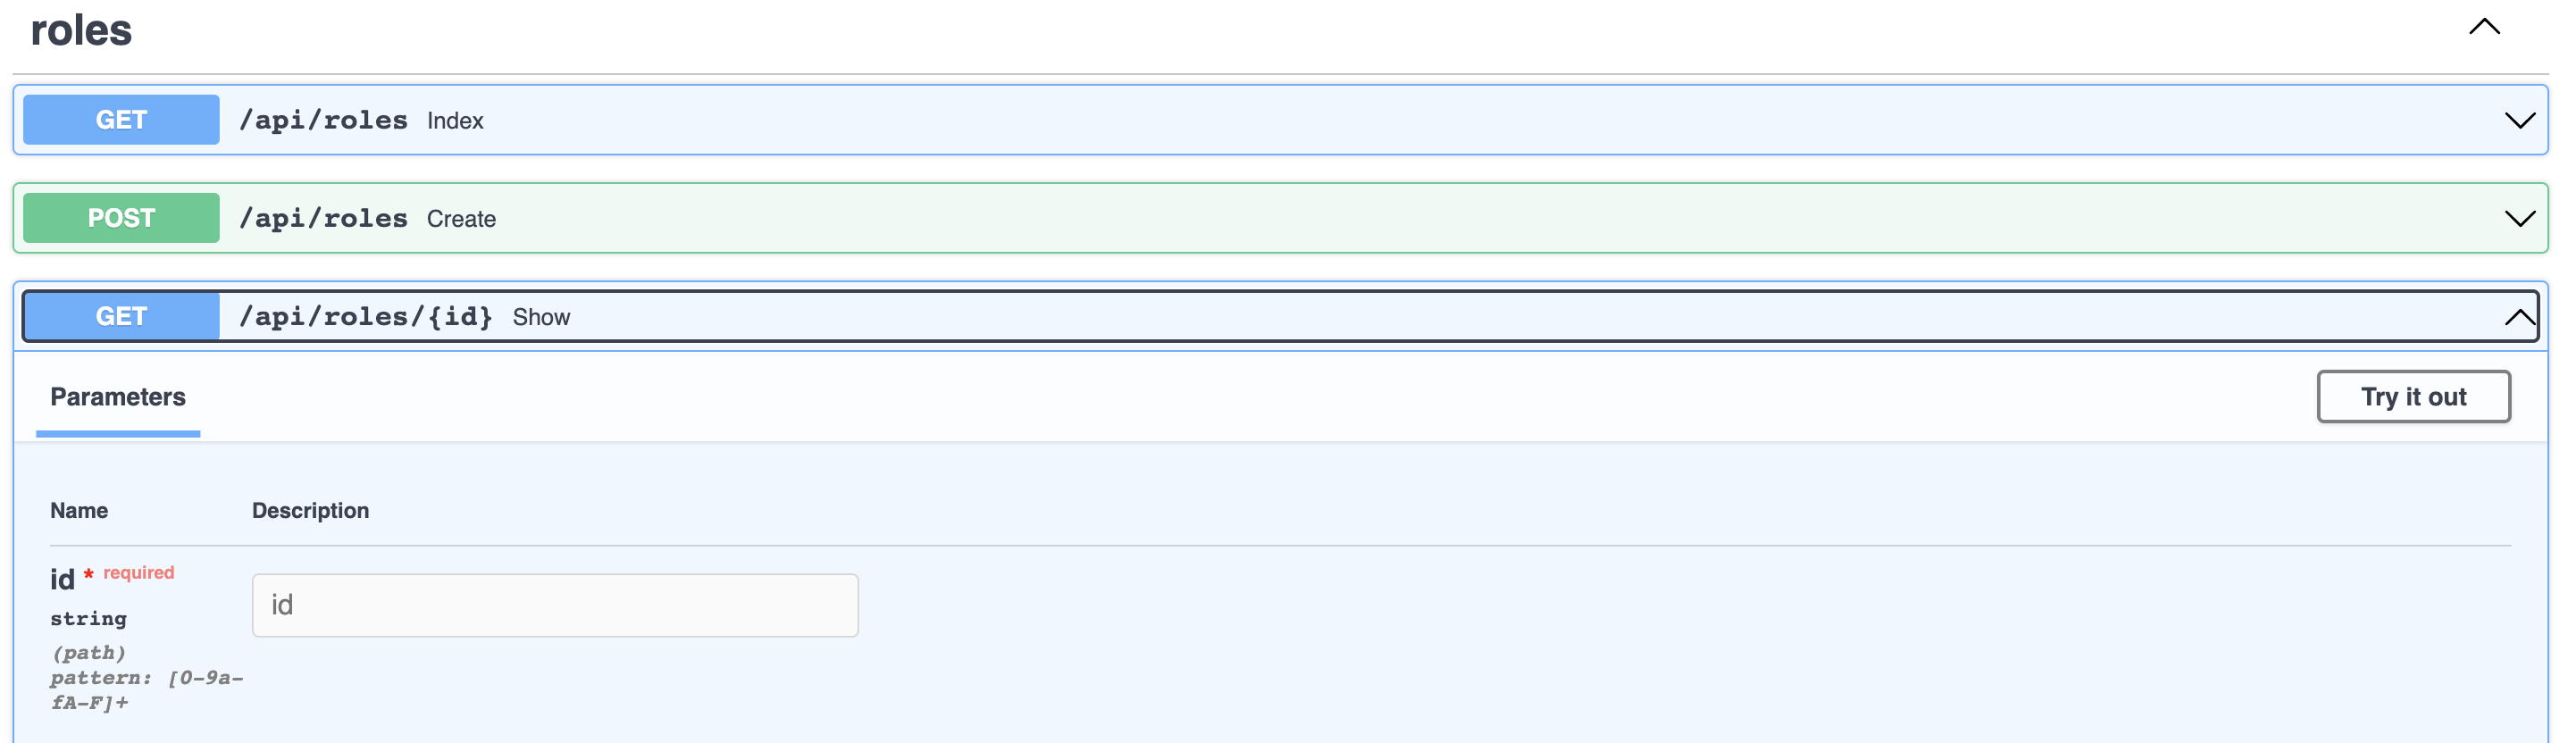 roles
GET /api/roles Index
POST /api/roles Create
GET /api/roles/{id} Show
Parameters
Try it out
Name Description
id * required
id
string
(path)
pattern: [0-9a-
fA-F]+